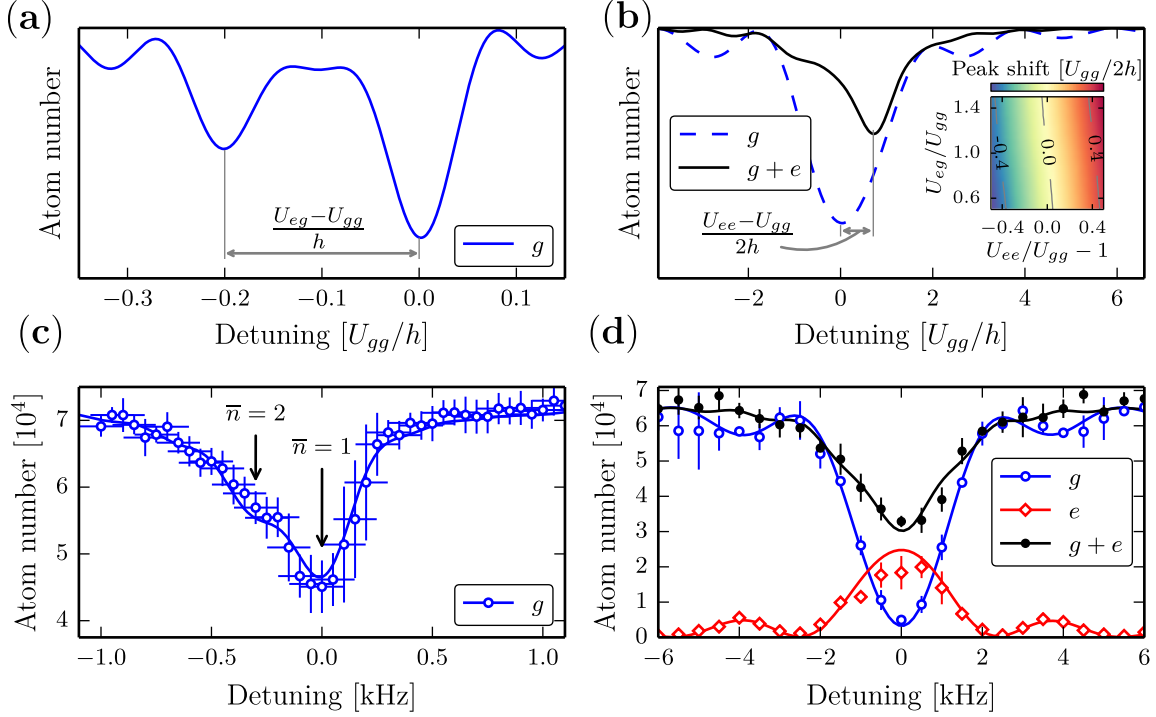 (a)
Atom number
U_eg−U_gg
h
g
−0.3 −0.2 −0.1 0.0 0.1
Detuning [U_gg/h]
(b)
Atom number
g
g + e
U_ee−U_gg
2h
Peak shift [U_gg/2h]
U_eg/U_gg
1.4
1.0
0.6
-0.4
0.0
0.4
−0.4 0.0 0.4
U_ee/U_gg − 1
−2 0 2 4 6
Detuning [U_gg/h]
(c)
Atom number [10^4]
7
6
5
4
n̅ = 2
n̅ = 1
g
−1.0 −0.5 0.0 0.5 1.0
Detuning [kHz]
(d)
Atom number [10^4]
7
6
5
4
3
2
1
0
g
e
g + e
−6 −4 −2 0 2 4 6
Detuning [kHz]